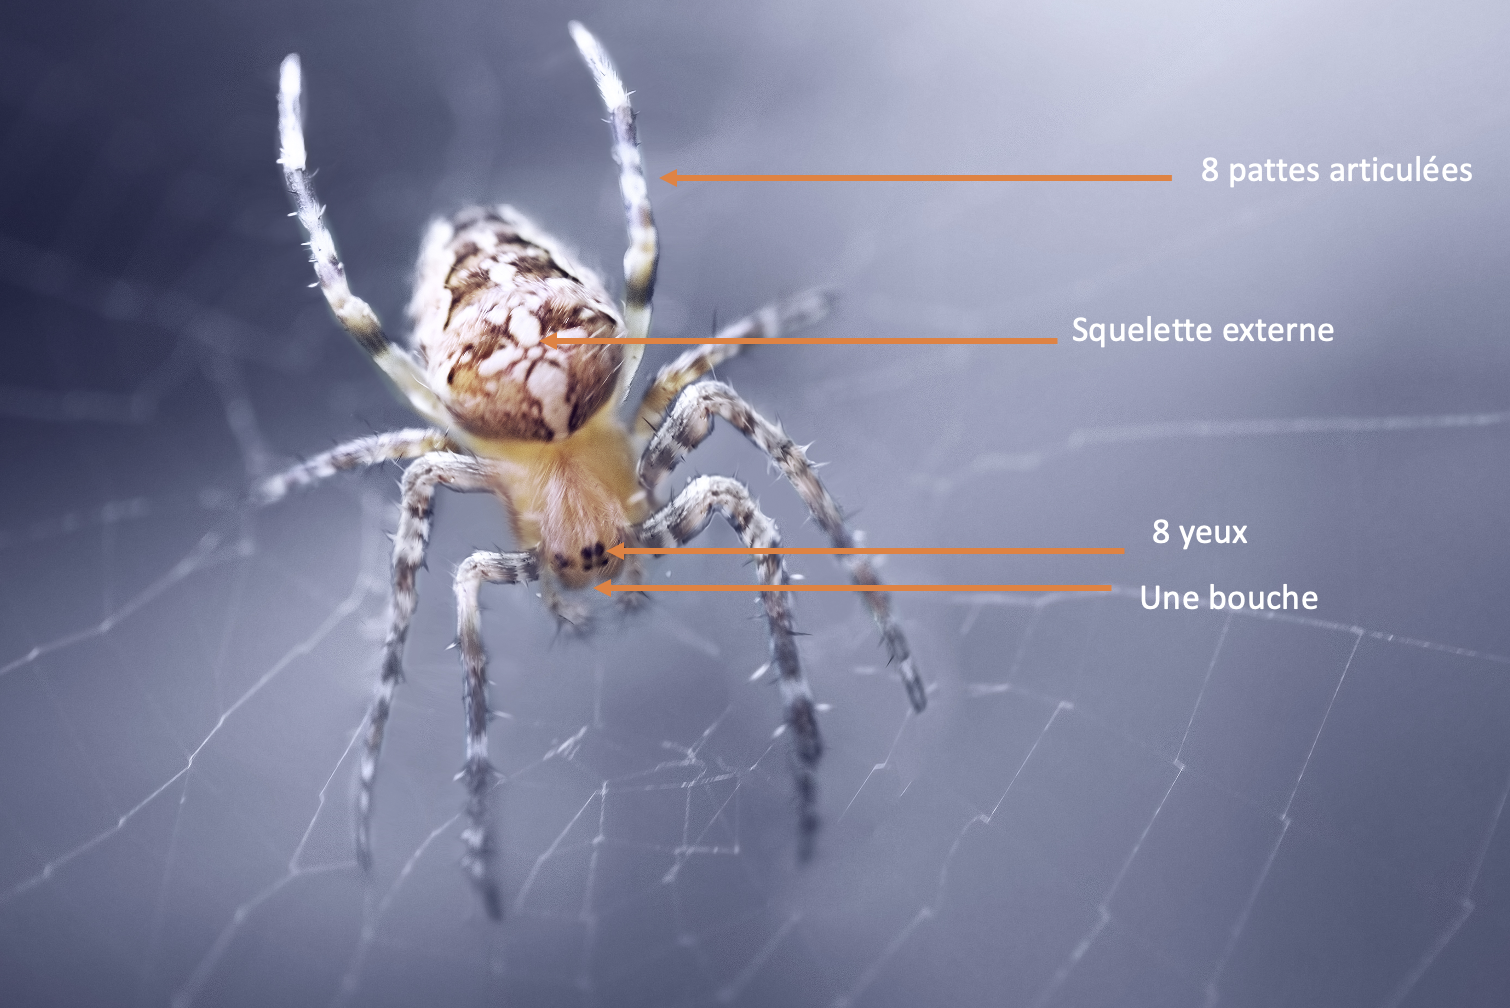 8 pattes articulées
Squelette externe
8 yeux
Une bouche